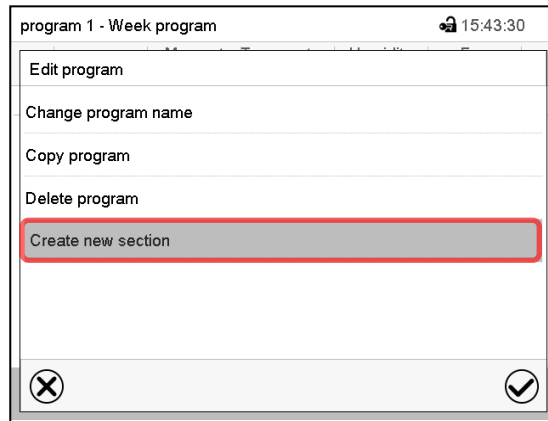 program 1 - Week program 15:43:30
Edit program
Change program name
Copy program
Delete program
Create new section